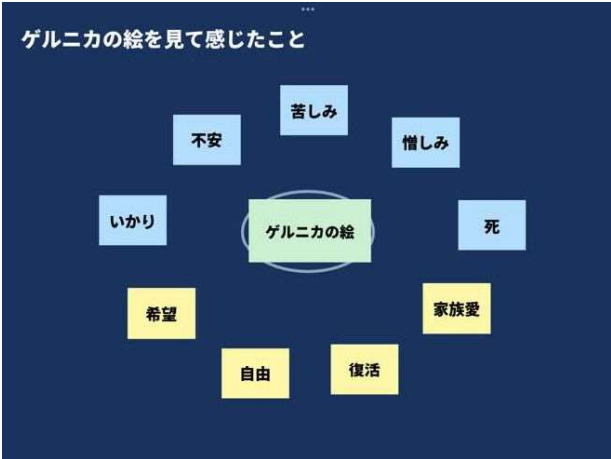 ゲルニカの絵を見て感じたこと
苦しみ
不安
憎しみ
いかり
ゲルニカの絵
死
希望
家族愛
自由
復活